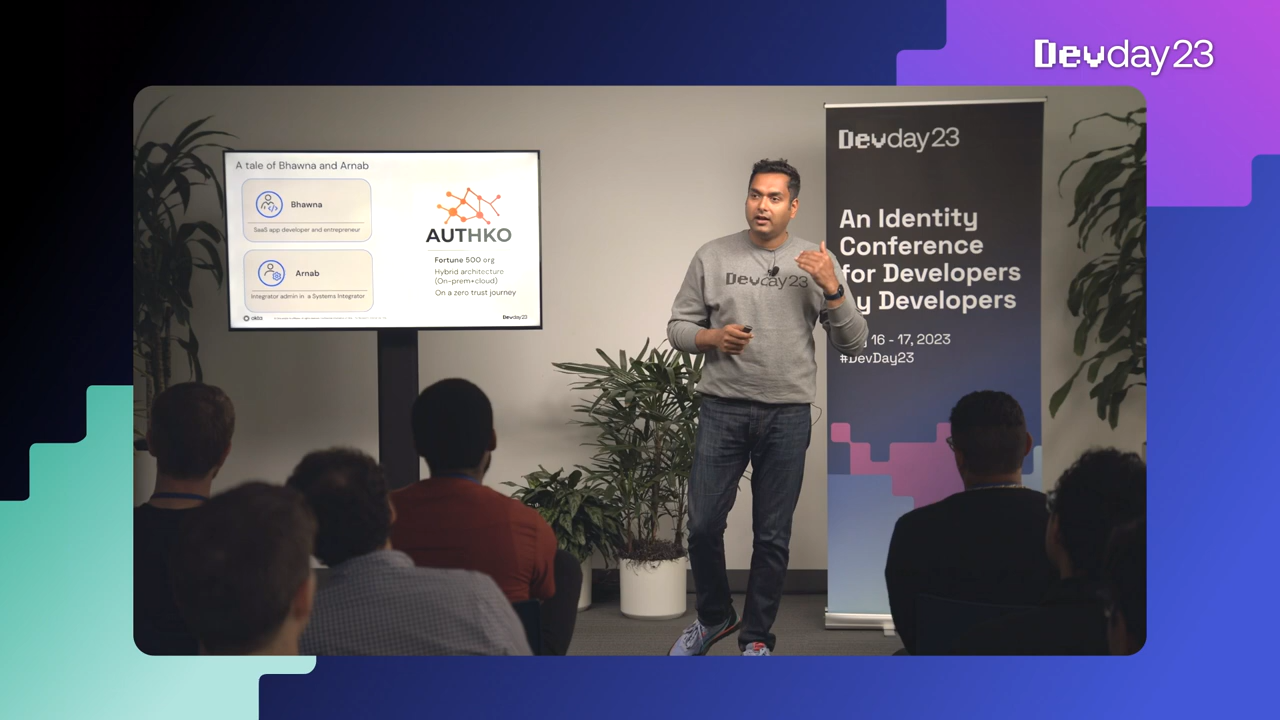 Devday23
A tale of Bhawna and Arnab
Bhawna
SaaS app developer and entrepreneur
Arnab
Integrator admin in a Systems Integrator
AUTHKO
Fortune 500 org
Hybrid architecture
(On-prem+cloud)
On a zero trust journey
okta
Devday23
Devday23
Devday23
An Identity
Conference
for Developers
y Developers
16 - 17, 2023
#DevDay23